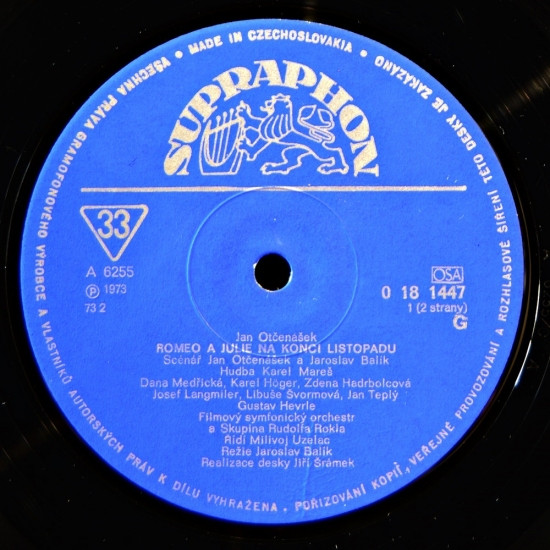 VŠECHNA PRÁVA GRAMOFONOVÉHO VÝROBCE A VLASTNÍKŮ AUTORSKÝCH PRÁV K DÍLU VYHRAŽENA. POŘIZOVÁNÍ KOPIÍ, VEŘEJNÉ PROVOZOVÁNÍ A ROZHLASOVÉ ŠÍŘENÍ TÉTO DESKY JE ZAKÁZÁNO • MADE IN CZECHOSLOVAKIA •
SUPRAPHON
33
A 6255
℗ 1973
73 2
OSA
0 18 1447
1 (2 strany)
G
Jan Otčenášek
ROMEO A JULIE NA KONCI LISTOPADU
Scénář Jan Otčenášek a Jaroslav Balík
Hudba Karel Mareš
Dana Medřická, Karel Höger, Zdena Hadrbolcová
Josef Langmiler, Libuše Švormová, Jan Teplý
Gustav Hevrle
Filmový symfonický orchestr
a Skupina Rudolfa Rokla
Řídí Milivoj Uzelac
Režie Jaroslav Balík
Realizace desky Jiří Šrámek